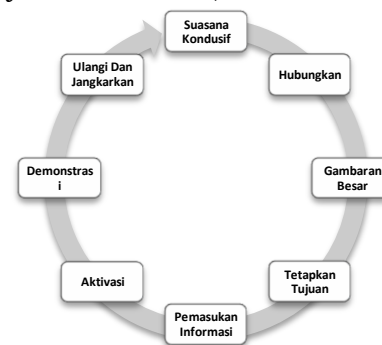 Suasana
Kondusif
Hubungkan
Gambaran
Besar
Tetapkan
Tujuan
Pemasukan
Informasi
Aktivasi
Demonstras
i
Ulangi Dan
Jangkarkan